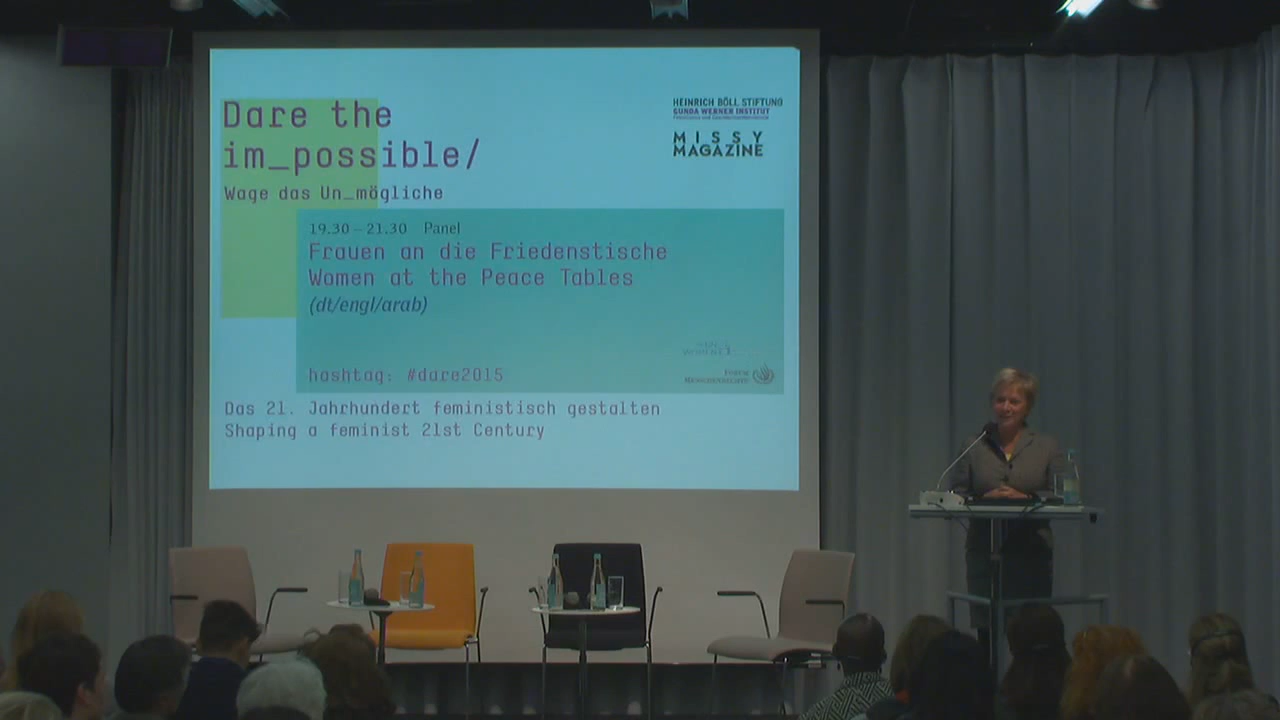 Dare the
im_possible/
Wage das Un_mögliche
HEINRICH BÖLL STIFTUNG
GUNDA WERNER INSTITUT
MISSY
MAGAZINE
19.30 – 21.30 Panel
Frauen an die Friedenstische
Women at the Peace Tables
(dt/engl/arab)
hashtag: #dare2015
Das 21. Jahrhundert feministisch gestalten
Shaping a feminist 21st Century